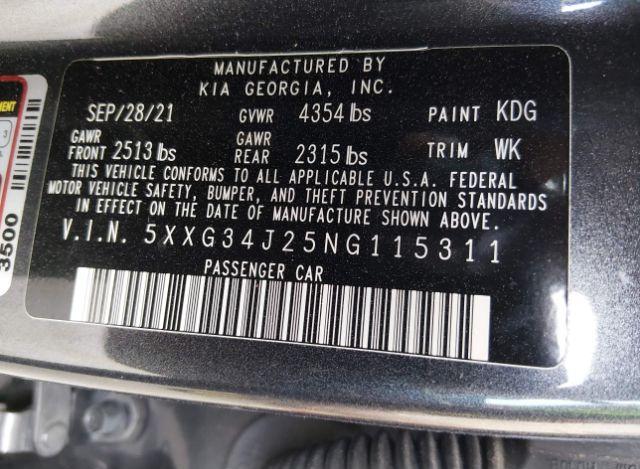 MANUFACTURED BY
KIA GEORGIA, INC.
SEP/28/21 GVWR 4354 lbs PAINT KDG
GAWR FRONT 2513 lbs GAWR REAR 2315 lbs TRIM WK
THIS VEHICLE CONFORMS TO ALL APPLICABLE U.S.A. FEDERAL
MOTOR VEHICLE SAFETY, BUMPER, AND THEFT PREVENTION STANDARDS
IN EFFECT ON THE DATE OF MANUFACTURE SHOWN ABOVE.
V.I.N. 5XXG34J25NG115311
PASSENGER CAR
3
3500